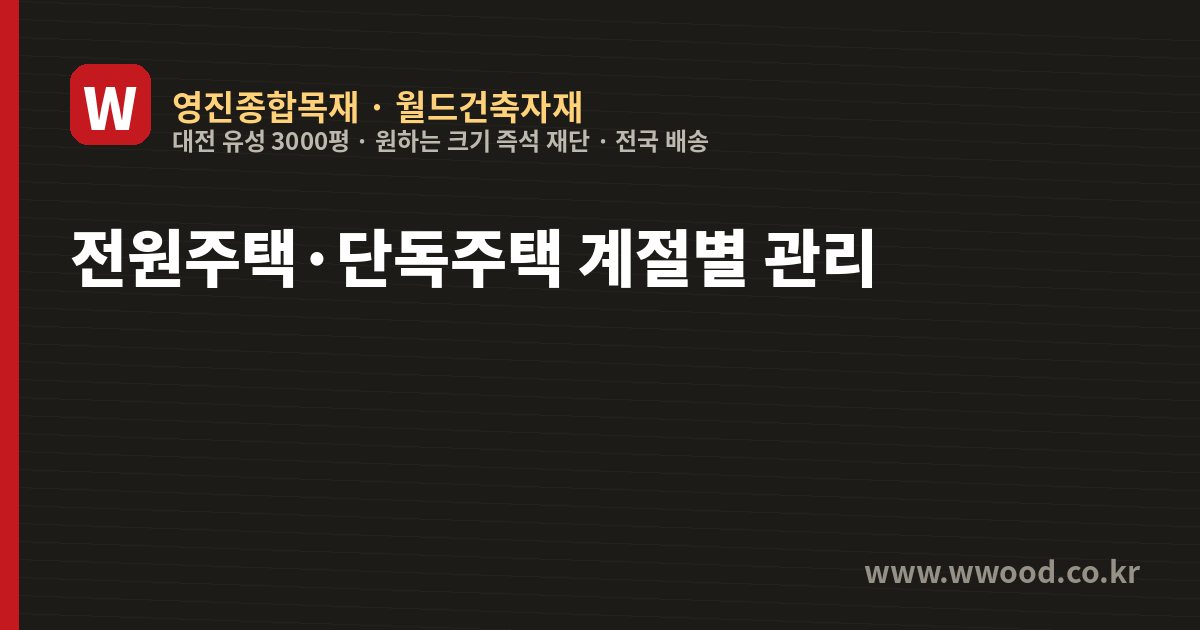 W
영진종합목재 · 월드건축자재
대전 유성 3000평 · 원하는 크기 즉석 재단 · 전국 배송
전원주택·단독주택 계절별 관리
www.wwood.co.kr